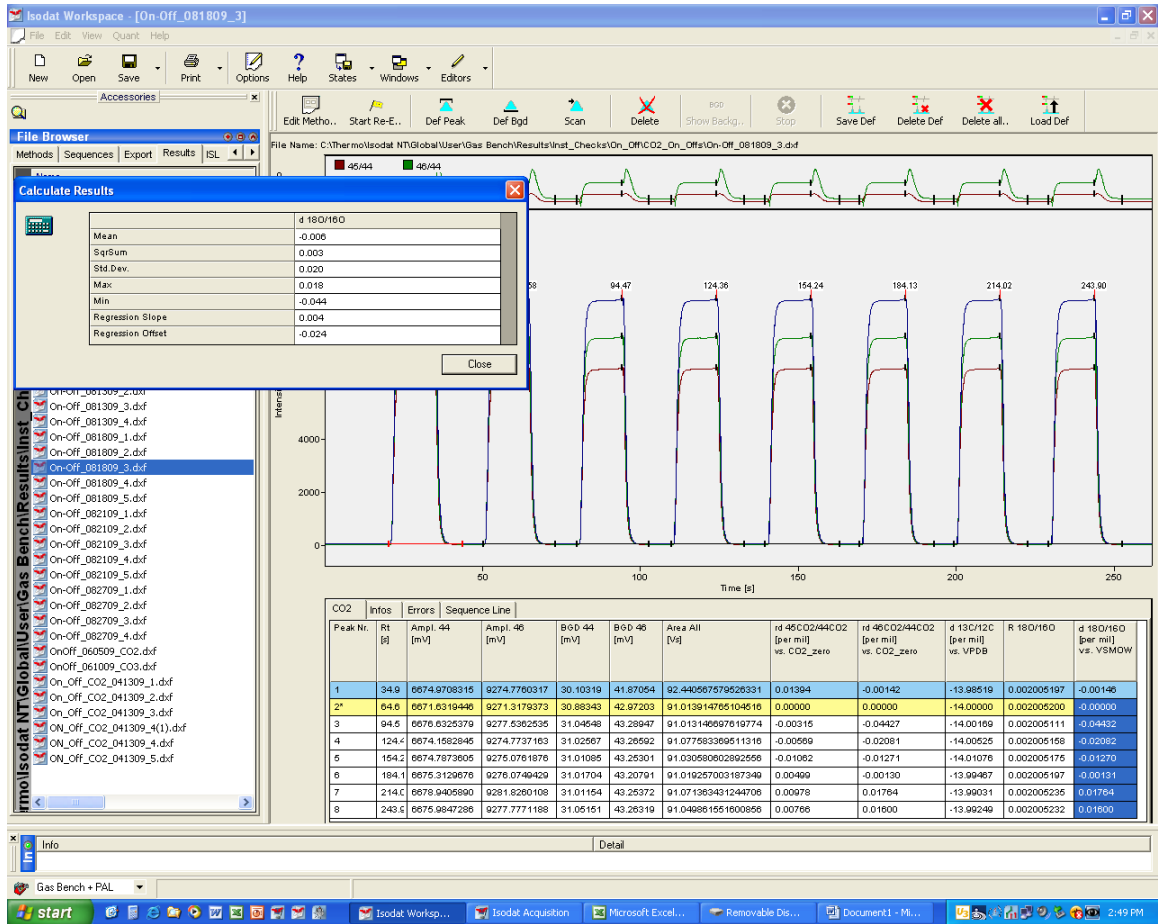 Isodat Workspace - [On-Off_081809_3]
File Edit View Quant Help
New Open Save Print Options Help States Windows Editors
Accessories
File Browser
Methods Sequences Export Results ISL
Edit Metho.. Start Re-E.. Def Peak Def Bgd Scan Delete Show Backg.. Stop Save Def Delete Def Delete all.. Load Def
File Name: C:\Thermo\Isodat NT\Global\User\Gas Bench\Results\Inst_Checks\On_Off\CO2_On_Offs\On-Off_081809_3.dxf
45/44 46/44
Calculate Results
d 18O/16O
Mean -0.006
SqrSum 0.003
Std.Dev. 0.020
Max 0.018
Min -0.044
Regression Slope 0.004
Regression Offset -0.024
Close
94.47 124.36 154.24 184.13 214.02 243.90
4000
2000
0
50 100 150 200 250
Time [s]
On-Off_081309_2.dxf
On-Off_081309_3.dxf
On-Off_081309_4.dxf
On-Off_081809_1.dxf
On-Off_081809_2.dxf
On-Off_081809_3.dxf
On-Off_081809_4.dxf
On-Off_081809_5.dxf
On-Off_082109_1.dxf
On-Off_082109_2.dxf
On-Off_082109_3.dxf
On-Off_082109_4.dxf
On-Off_082109_5.dxf
On-Off_082709_1.dxf
On-Off_082709_2.dxf
On-Off_082709_3.dxf
On-Off_082709_4.dxf
OnOff_060509_CO2.dxf
OnOff_061009_CO3.dxf
On_Off_CO2_041309_1.dxf
On_Off_CO2_041309_2.dxf
On_Off_CO2_041309_3.dxf
ON_Off_CO2_041309_4(1).dxf
ON_Off_CO2_041309_4.dxf
ON_Off_CO2_041309_5.dxf
CO2 Infos Errors Sequence Line
Peak Nr. Rt [s] Ampl. 44 [mV] Ampl. 46 [mV] BGD 44 [mV] BGD 46 [mV] Area All [Vs] rd 45CO2/44CO2 [per mil] vs. CO2_zero rd 46CO2/44CO2 [per mil] vs. CO2_zero d 13C/12C [per mil] vs. VPDB R 18O/16O d 18O/16O [per mil] vs. VSMOW
1 34.9 6674.9708315 9274.7760317 30.10319 41.87054 92.440567579526331 0.01394 -0.00142 -13.98519 0.002005197 -0.00146
2* 64.6 6671.6319446 9271.3179373 30.88343 42.97203 91.013914765104516 0.00000 0.00000 -14.00000 0.002005200 -0.00000
3 94.5 6676.6325379 9277.5362535 31.04548 43.28947 91.013146697619774 -0.00315 -0.04427 -14.00169 0.002005111 -0.04432
4 124.4 6674.1582845 9274.7737163 31.02567 43.26592 91.077583369511316 -0.00569 -0.02081 -14.00525 0.002005158 -0.02082
5 154.2 6674.7873605 9275.0761876 31.01085 43.25301 91.030580602892556 -0.01062 -0.01271 -14.01076 0.002005175 -0.01270
6 184.1 6675.3129676 9276.0749429 31.01704 43.20791 91.019257003187349 0.00499 -0.00130 -13.99467 0.002005197 -0.00131
7 214.0 6678.9405890 9281.8260108 31.01154 43.25372 91.071363431244706 0.00978 0.01764 -13.99031 0.002005235 0.01764
8 243.9 6675.9847286 9277.7771188 31.05151 43.26319 91.049861551600856 0.00766 0.01600 -13.99249 0.002005232 0.01600
Info Detail
Gas Bench + PAL
start Isodat Worksp... Isodat Acquisition Microsoft Excel... Removable Dis... Document1 - Mi... 2:49 PM